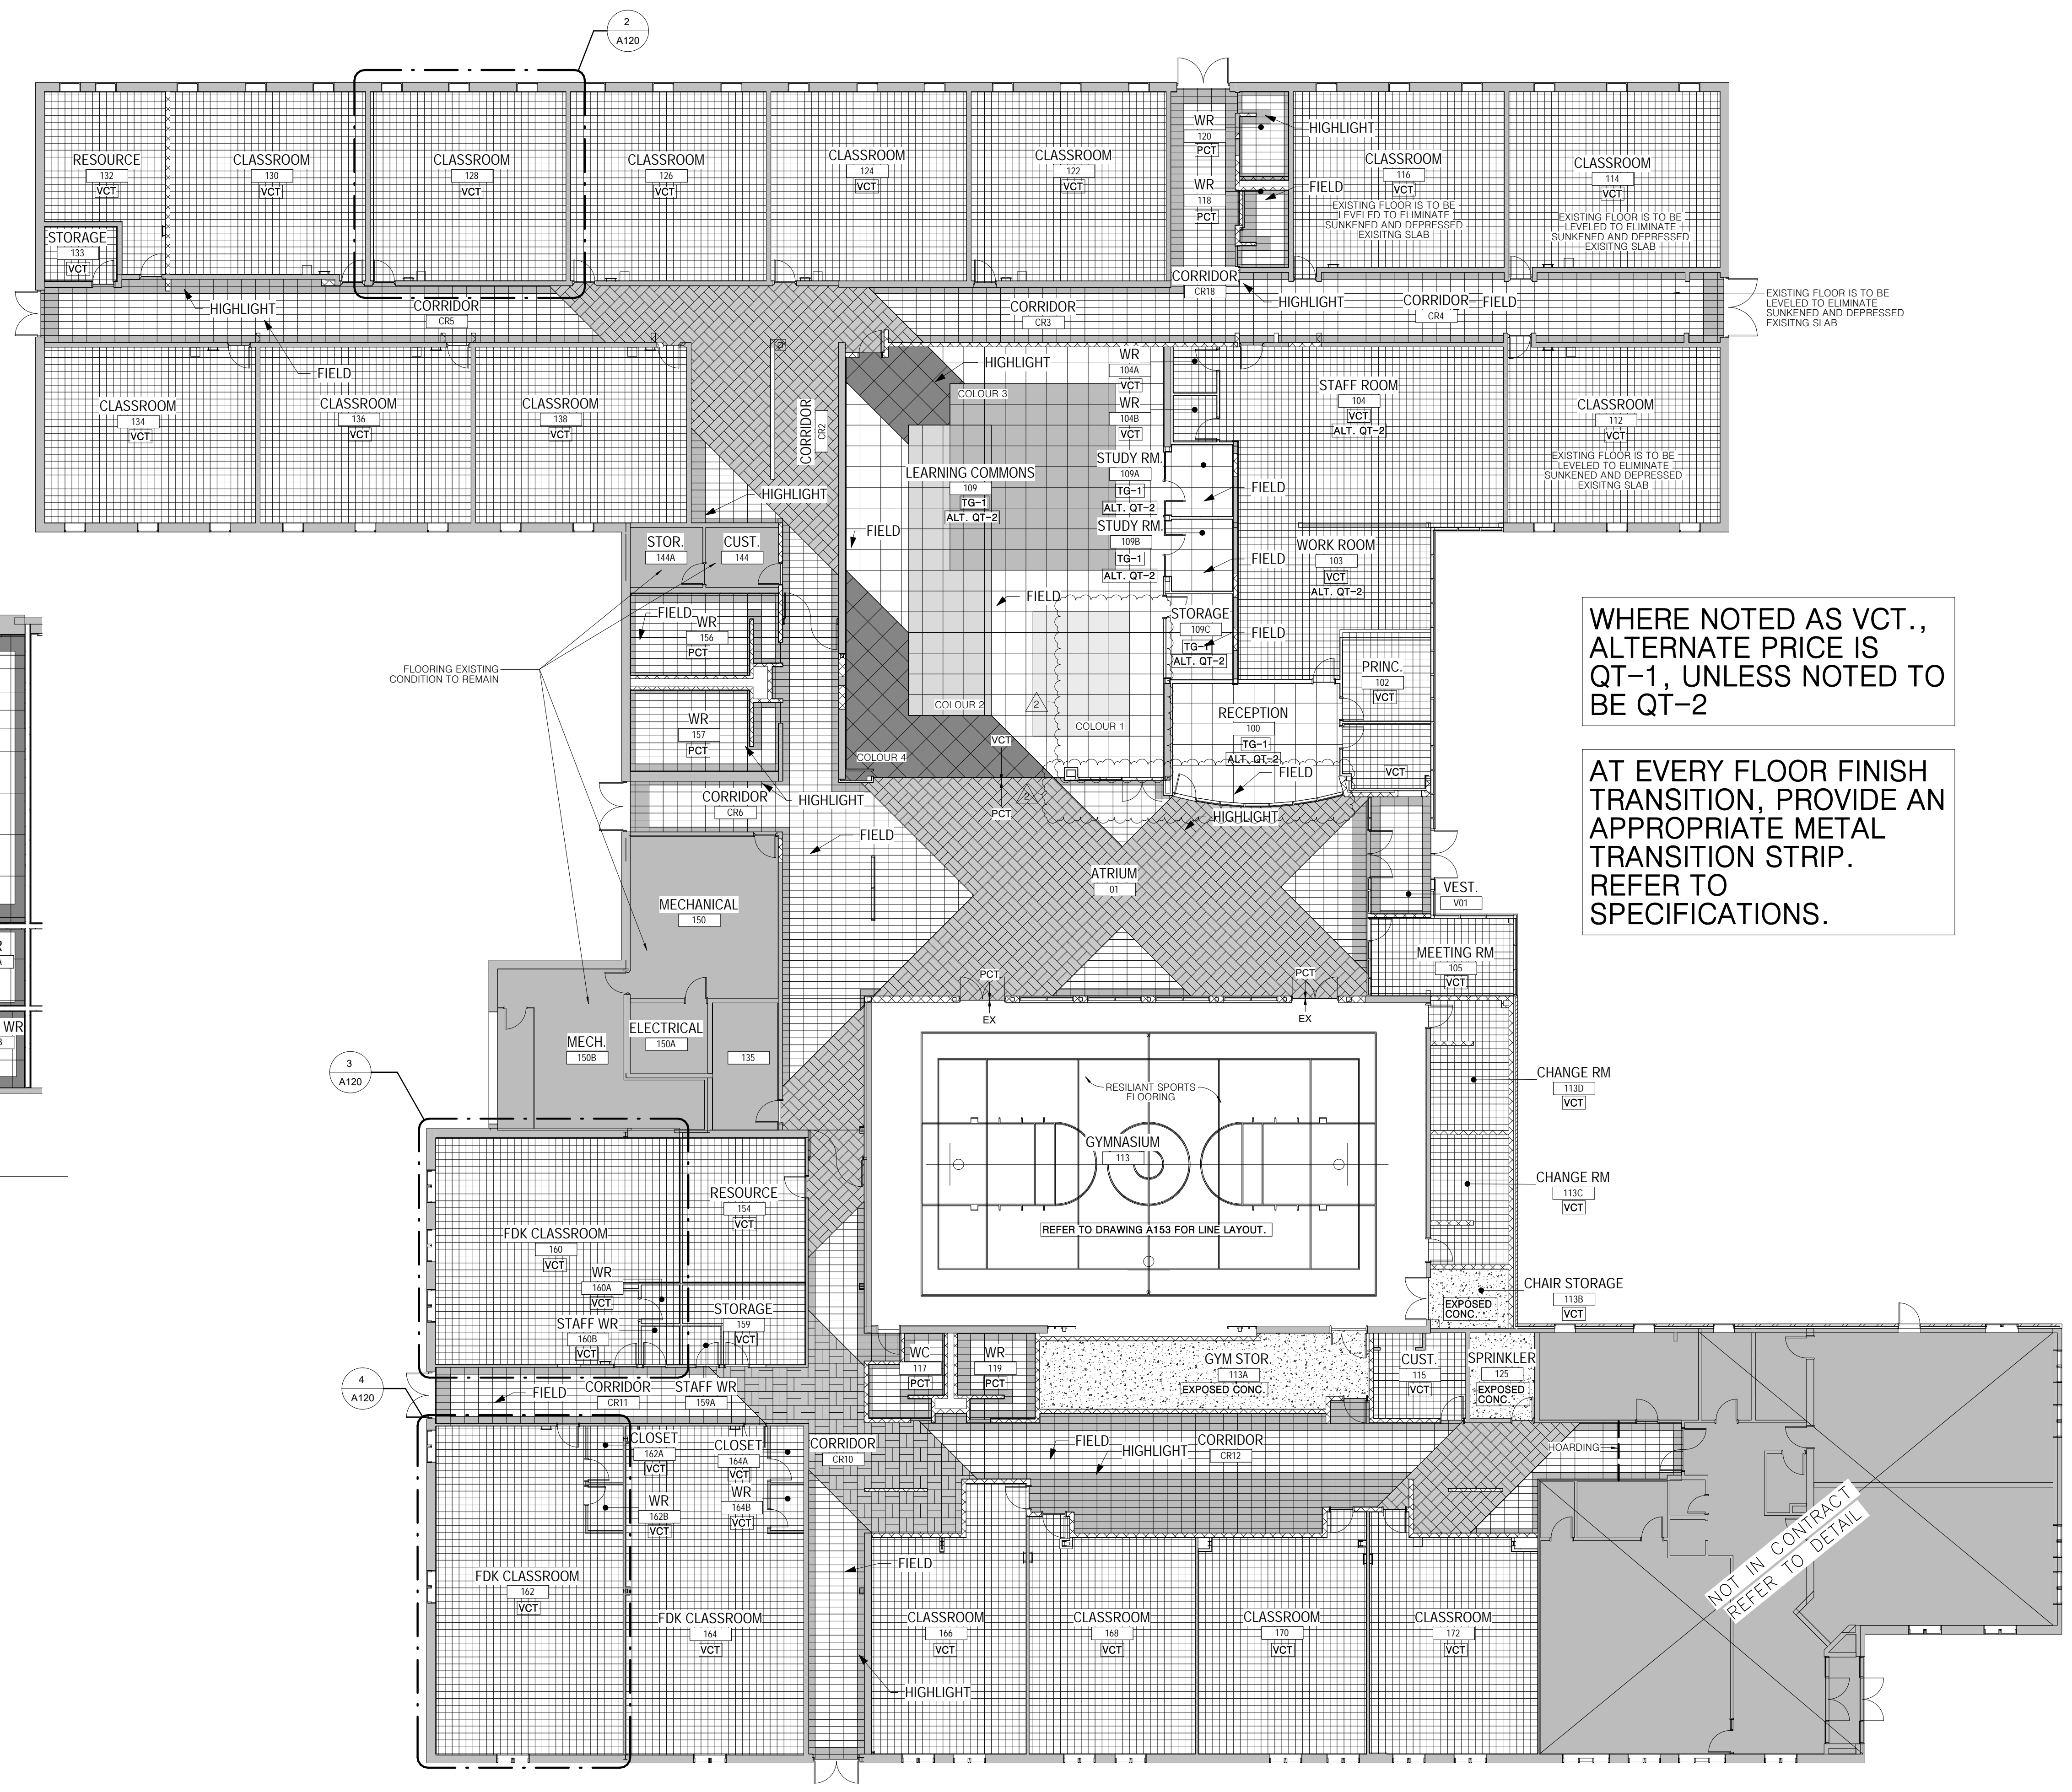 2
A120
RESOURCE
132
VCT
CLASSROOM
130
VCT
CLASSROOM
128
VCT
CLASSROOM
126
VCT
CLASSROOM
124
VCT
CLASSROOM
122
VCT
WR
120
PCT
WR
118
PCT
HIGHLIGHT
FIELD
CLASSROOM
116
VCT
EXISTING FLOOR IS TO BE
LEVELED TO ELIMINATE
SUNKENED AND DEPRESSED
EXISITNG SLAB
CLASSROOM
114
VCT
EXISTING FLOOR IS TO BE
LEVELED TO ELIMINATE
SUNKENED AND DEPRESSED
EXISITNG SLAB
STORAGE
133
VCT
HIGHLIGHT
FIELD
CORRIDOR
CR5
CORRIDOR
CR3
CORRIDOR
CR18
HIGHLIGHT
CORRIDOR
CR4
FIELD
EXISTING FLOOR IS TO BE
LEVELED TO ELIMINATE
SUNKENED AND DEPRESSED
EXISITNG SLAB
CLASSROOM
134
VCT
CLASSROOM
136
VCT
CLASSROOM
138
VCT
CORRIDOR
CR2
HIGHLIGHT
HIGHLIGHT
COLOUR 3
WR
104A
VCT
WR
104B
VCT
STAFF ROOM
104
VCT
ALT. QT-2
CLASSROOM
112
VCT
EXISTING FLOOR IS TO BE
LEVELED TO ELIMINATE
SUNKENED AND DEPRESSED
EXISITNG SLAB
LEARNING COMMONS
109
TG-1
ALT. QT-2
STUDY RM.
109A
TG-1
ALT. QT-2
FIELD
STUDY RM.
109B
TG-1
ALT. QT-2
FIELD
FIELD
FIELD
STOR.
144A
CUST.
144
WORK ROOM
103
VCT
ALT. QT-2
STORAGE
109C
TG-1
ALT. QT-2
FIELD
FIELD
WR
156
PCT
FLOORING EXISTING
CONDITION TO REMAIN
WR
157
PCT
PRINC.
102
VCT
VCT
RECEPTION
100
TG-1
ALT. QT-2
FIELD
COLOUR 2
2
COLOUR 1
COLOUR 4
VCT
PCT
2
HIGHLIGHT
WHERE NOTED AS VCT.,
ALTERNATE PRICE IS
QT-1, UNLESS NOTED TO
BE QT-2
AT EVERY FLOOR FINISH
TRANSITION, PROVIDE AN
APPROPRIATE METAL
TRANSITION STRIP.
REFER TO
SPECIFICATIONS.
CORRIDOR
CR6
HIGHLIGHT
FIELD
ATRIUM
01
VEST.
V01
MECHANICAL
150
MEETING RM
105
VCT
PCT
EX
PCT
EX
WR
MECH.
150B
ELECTRICAL
150A
135
3
A120
RESILIANT SPORTS
FLOORING
GYMNASIUM
113
REFER TO DRAWING A153 FOR LINE LAYOUT.
CHANGE RM
113D
VCT
CHANGE RM
113C
VCT
CHAIR STORAGE
113B
VCT
EXPOSED
CONC.
RESOURCE
154
VCT
FDK CLASSROOM
160
VCT
WR
160A
VCT
STAFF WR
160B
VCT
STORAGE
159
VCT
4
A120
FIELD
CORRIDOR
CR11
STAFF WR
159A
WC
117
PCT
WR
119
PCT
GYM STOR.
113A
EXPOSED CONC.
CUST.
115
VCT
SPRINKLER
125
EXPOSED
CONC.
CLOSET
162A
VCT
CLOSET
164A
VCT
CORRIDOR
CR10
FIELD
HIGHLIGHT
CORRIDOR
CR12
HOARDING
WR
162B
VCT
WR
164B
VCT
NOT IN CONTRACT
REFER TO DETAIL
FDK CLASSROOM
162
VCT
FDK CLASSROOM
164
VCT
FIELD
HIGHLIGHT
CLASSROOM
166
VCT
CLASSROOM
168
VCT
CLASSROOM
170
VCT
CLASSROOM
172
VCT